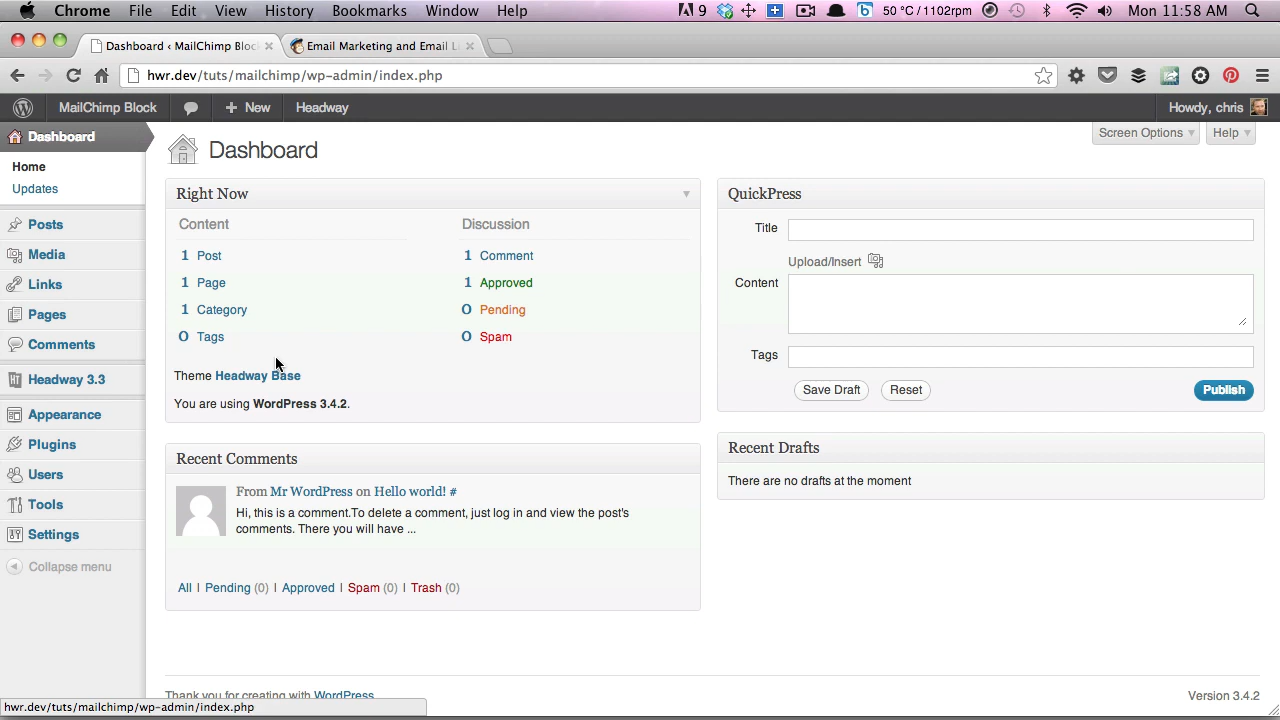 Chrome File Edit View History Bookmarks Window Help 9 50 °C / 1102rpm Mon 11:58 AM
Dashboard ‹ MailChimp Bloc Email Marketing and Email Li
hwr.dev/tuts/mailchimp/wp-admin/index.php
MailChimp Block + New Headway Howdy, chris
Dashboard
Home
Updates
Posts
Media
Links
Pages
Comments
Headway 3.3
Appearance
Plugins
Users
Tools
Settings
Collapse menu
Screen Options Help
Dashboard
Right Now
Content Discussion
1 Post 1 Comment
1 Page 1 Approved
1 Category 0 Pending
0 Tags 0 Spam
Theme Headway Base
You are using WordPress 3.4.2.
Recent Comments
From Mr WordPress on Hello world! #
Hi, this is a comment.To delete a comment, just log in and view the post's
comments. There you will have ...
All | Pending (0) | Approved | Spam (0) | Trash (0)
QuickPress
Title
Upload/Insert
Content
Tags
Save Draft Reset Publish
Recent Drafts
There are no drafts at the moment
Thank you for creating with WordPress Version 3.4.2
hwr.dev/tuts/mailchimp/wp-admin/index.php